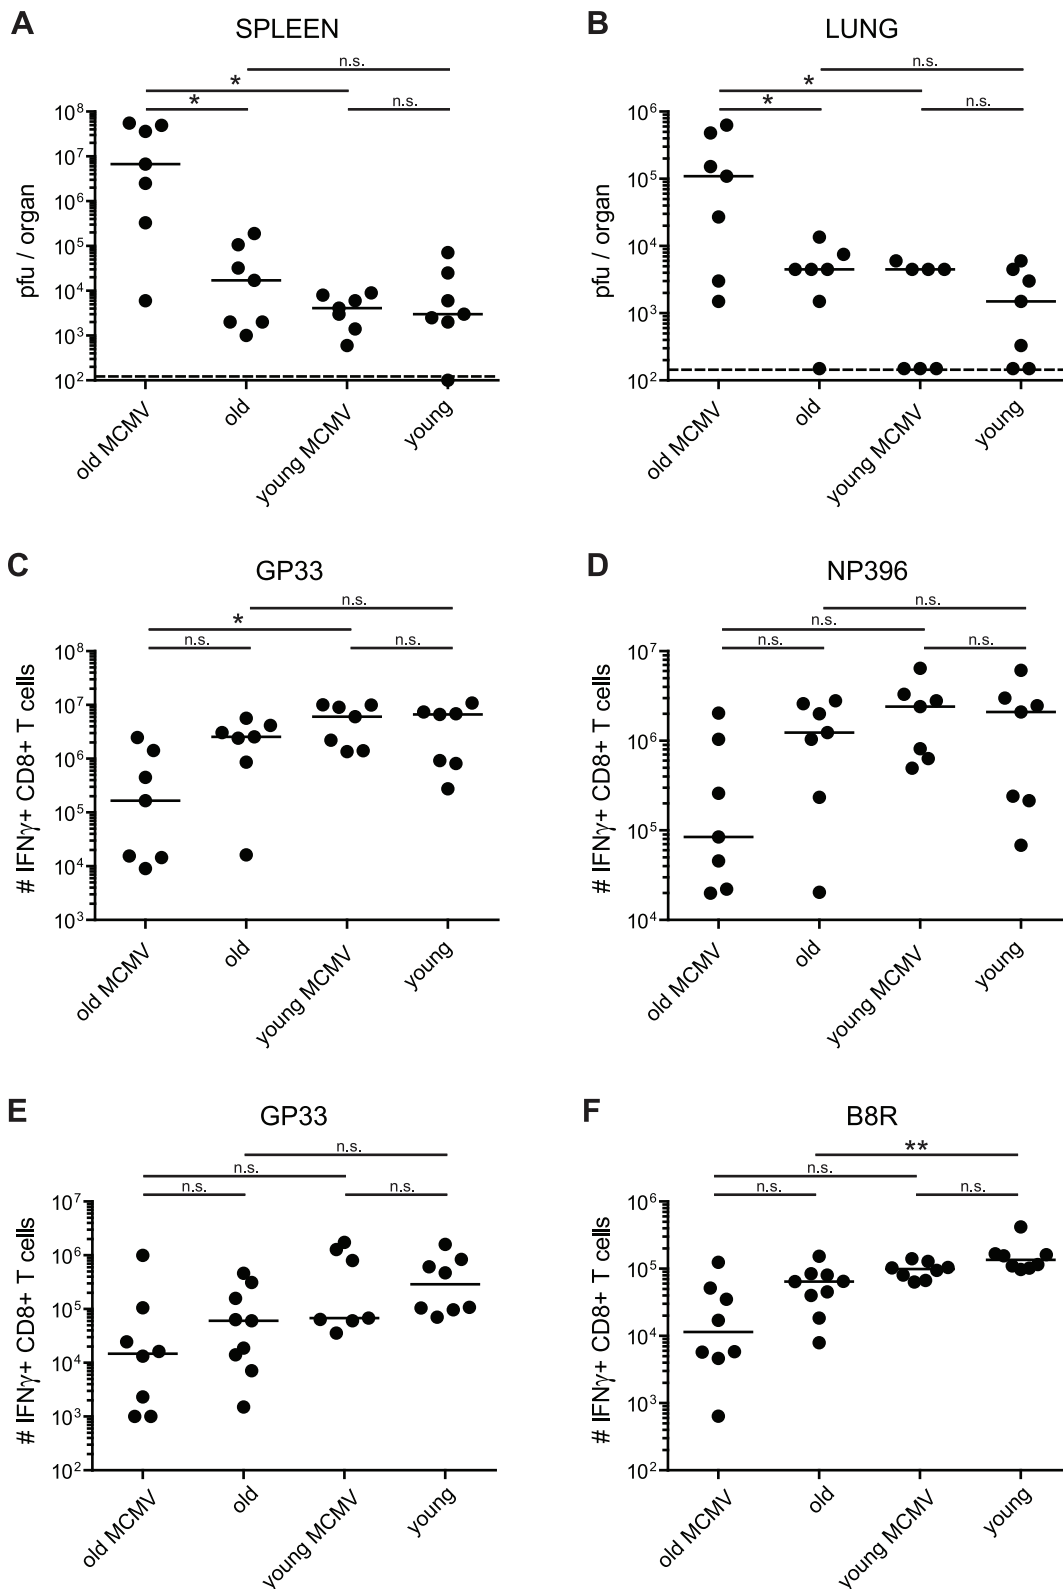 A
SPLEEN
n.s.
*
*
n.s.
pfu / organ
10^8
10^7
10^6
10^5
10^4
10^3
10^2
old MCMV
old
young MCMV
young
B
LUNG
n.s.
*
*
n.s.
pfu / organ
10^6
10^5
10^4
10^3
10^2
old MCMV
old
young MCMV
young
C
GP33
n.s.
*
n.s.
n.s.
# IFNγ+ CD8+ T cells
10^8
10^7
10^6
10^5
10^4
10^3
old MCMV
old
young MCMV
young
D
NP396
n.s.
n.s.
n.s.
n.s.
# IFNγ+ CD8+ T cells
10^7
10^6
10^5
10^4
old MCMV
old
young MCMV
young
E
GP33
n.s.
n.s.
n.s.
n.s.
# IFNγ+ CD8+ T cells
10^7
10^6
10^5
10^4
10^3
10^2
old MCMV
old
young MCMV
young
F
B8R
**
n.s.
n.s.
n.s.
# IFNγ+ CD8+ T cells
10^6
10^5
10^4
10^3
10^2
old MCMV
old
young MCMV
young